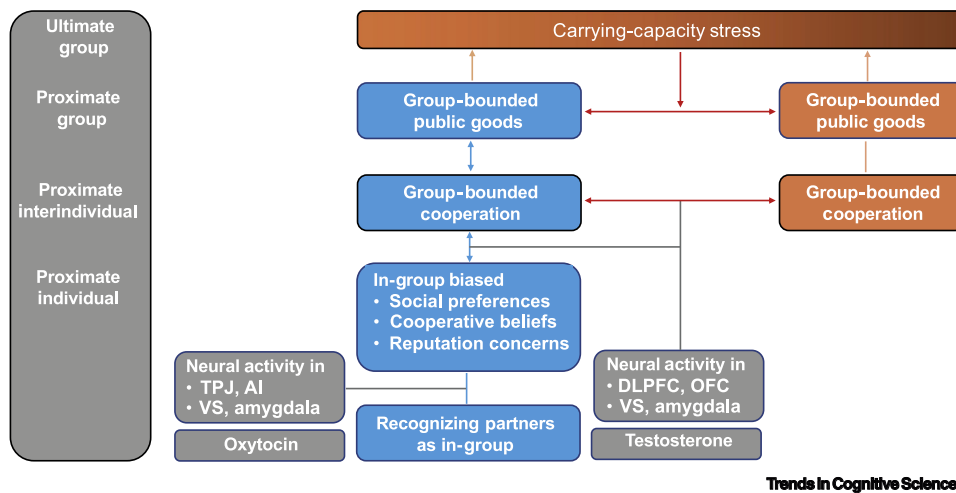 Ultimate
group
Proximate
group
Proximate
interindividual
Proximate
individual
Carrying-capacity stress
Group-bounded
public goods
Group-bounded
public goods
Group-bounded
cooperation
Group-bounded
cooperation
In-group biased
• Social preferences
• Cooperative beliefs
• Reputation concerns
Neural activity in
• TPJ, AI
• VS, amygdala
Neural activity in
• DLPFC, OFC
• VS, amygdala
Recognizing partners
as in-group
Oxytocin
Testosterone
Trends in Cognitive Science